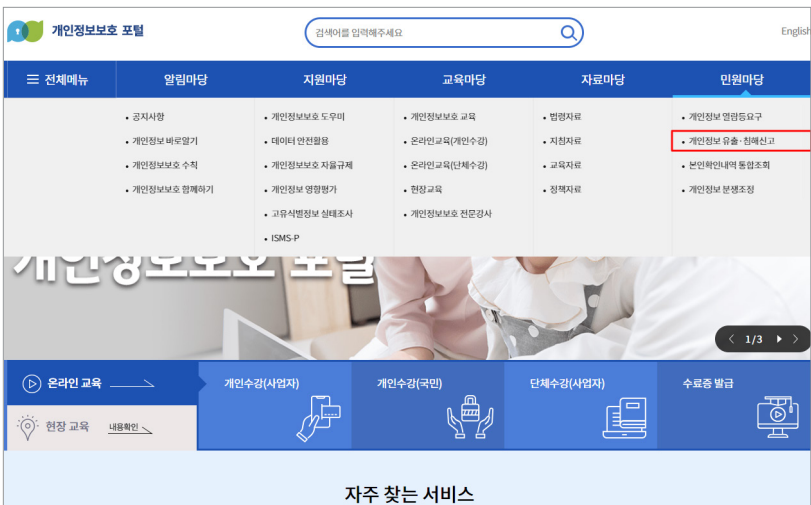 개인정보보호 포털
검색어를 입력해주세요
English
전체메뉴 알림마당 지원마당 교육마당 자료마당 민원마당
• 공지사항 • 개인정보보호 도우미 • 개인정보보호 교육 • 법령자료 • 개인정보 열람등요구
• 개인정보 바로알기 • 데이터 안전활용 • 온라인교육(개인수강) • 지침자료 • 개인정보 유출·침해신고
• 개인정보보호 수칙 • 개인정보보호 자율규제 • 온라인교육(단체수강) • 교육자료 • 본인확인내역 통합조회
• 개인정보보호 함께하기 • 개인정보 영향평가 • 현장교육 • 정책자료 • 개인정보 분쟁조정
• 고유식별정보 실태조사 • 개인정보보호 전문강사
• ISMS-P
개인정보보호 포털
1/3
온라인 교육 개인수강(사업자) 개인수강(국민) 단체수강(사업자) 수료증 발급
현장 교육 내용확인
자주 찾는 서비스